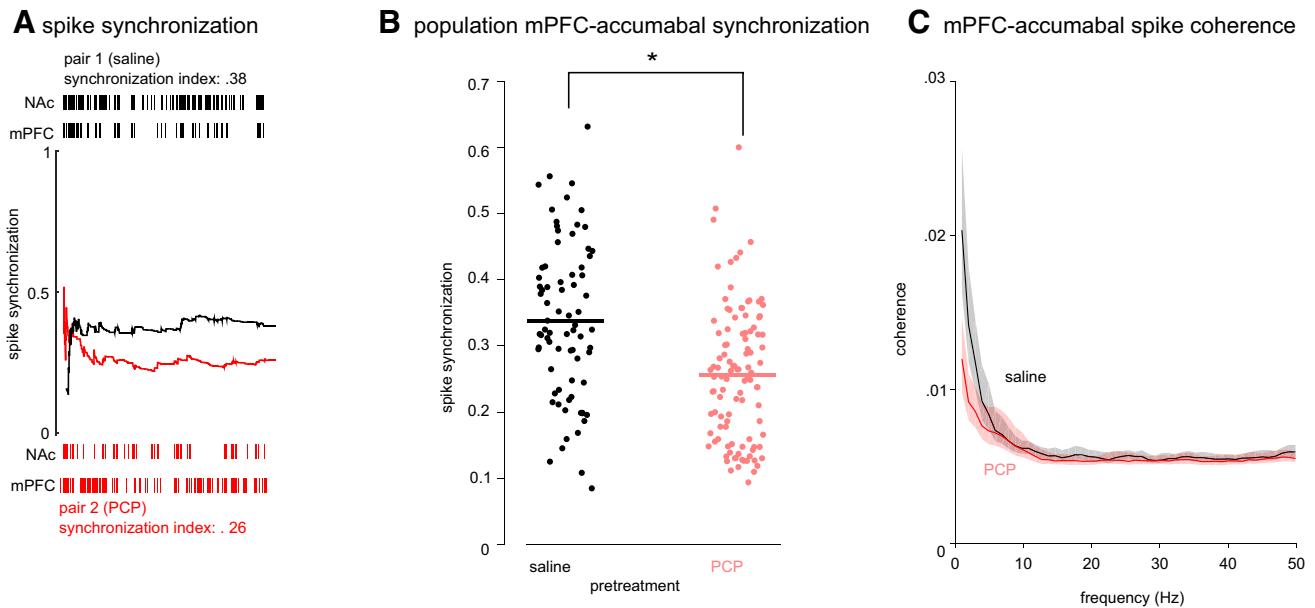 A spike synchronization
pair 1 (saline)
synchronization index: .38
NAc
mPFC
1
0.5
0
spike synchronization
NAc
mPFC
pair 2 (PCP)
synchronization index: . 26
B population mPFC-accumabal synchronization
*
0.7
0.6
0.5
0.4
0.3
0.2
0.1
0
spike synchronization
saline
PCP
pretreatment
C mPFC-accumabal spike coherence
.03
.02
.01
0
coherence
saline
PCP
0 10 20 30 40 50
frequency (Hz)